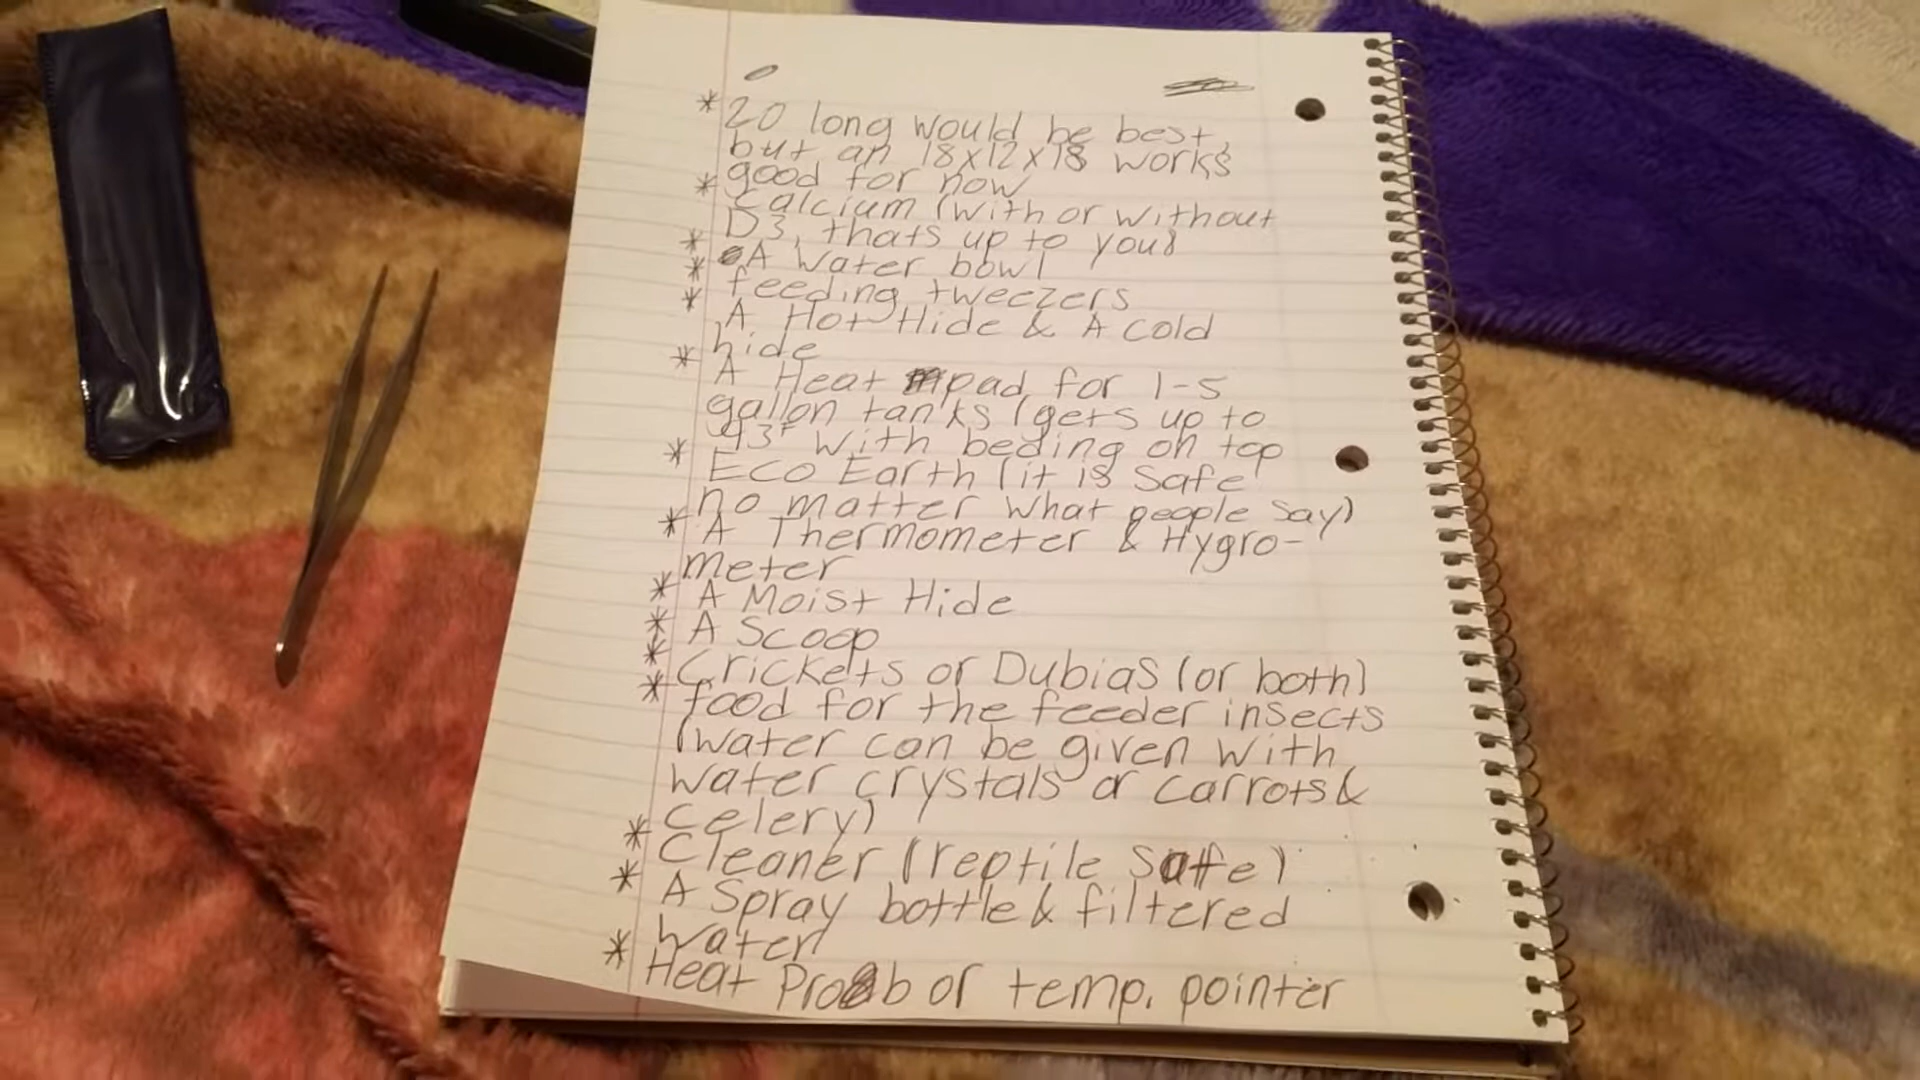 * 20 long would be best,
but an 18x12x18 works
good for now
* Calcium (with or without
D3, thats up to you)
* A Water bowl
* feeding tweezers
* A Hot Hide & A cold
hide
* A Heat pad for 1-5
gallon tanks (gets up to
93° with beding on top
* Eco Earth (it is safe
no matter what people say)
* A Thermometer & Hygro-
meter
* A Moist Hide
* A Scoop
* Crickets or Dubias (or both)
* food for the feeder insects
(water can be given with
water crystals or carrots &
celery)
* Cleaner (reptile safe)
* A Spray bottle & filtered
water
* Heat Prob or temp. pointer